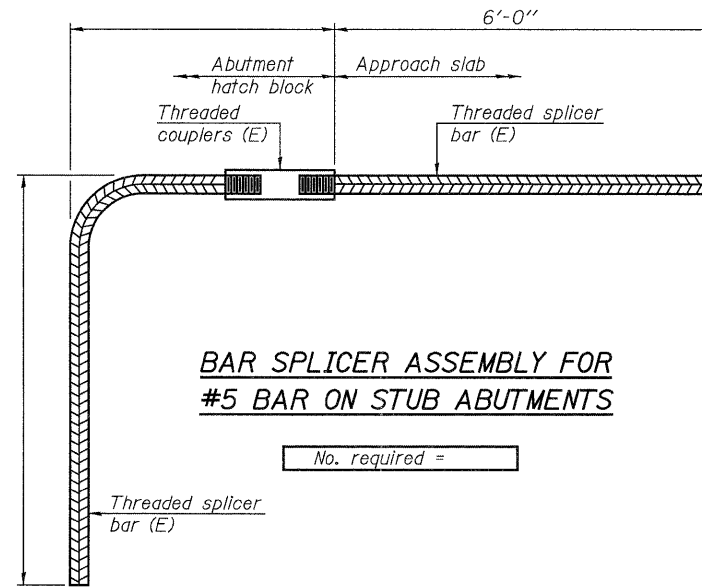 6'-0"
Abutment
hatch block
Approach slab
Threaded
couplers (E)
Threaded splicer
bar (E)
BAR SPLICER ASSEMBLY FOR
#5 BAR ON STUB ABUTMENTS
No. required =
Threaded splicer
bar (E)